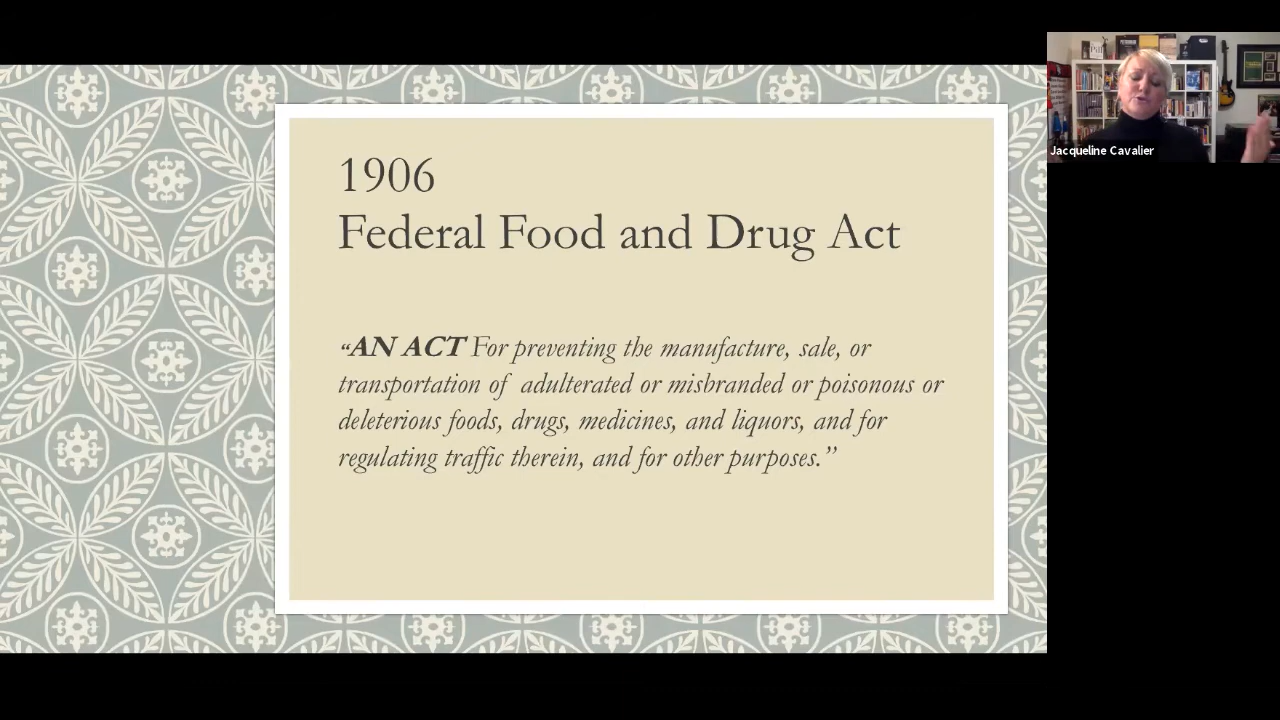 1906
Federal Food and Drug Act
“AN ACT For preventing the manufacture, sale, or
transportation of adulterated or misbranded or poisonous or
deleterious foods, drugs, medicines, and liquors, and for
regulating traffic therein, and for other purposes.”
Jacqueline Cavalier